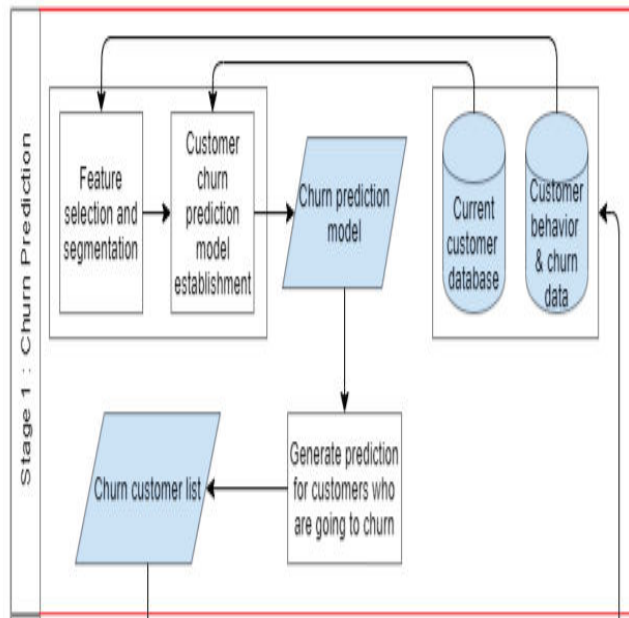 Stage 1 : Churn Prediction
Feature
selection and
segmentation
Customer
churn
prediction
model
establishment
Churn prediction
model
Current
customer
database
Customer
behavior
& churn
data
Churn customer list
Generate prediction
for customers who
are going to churn